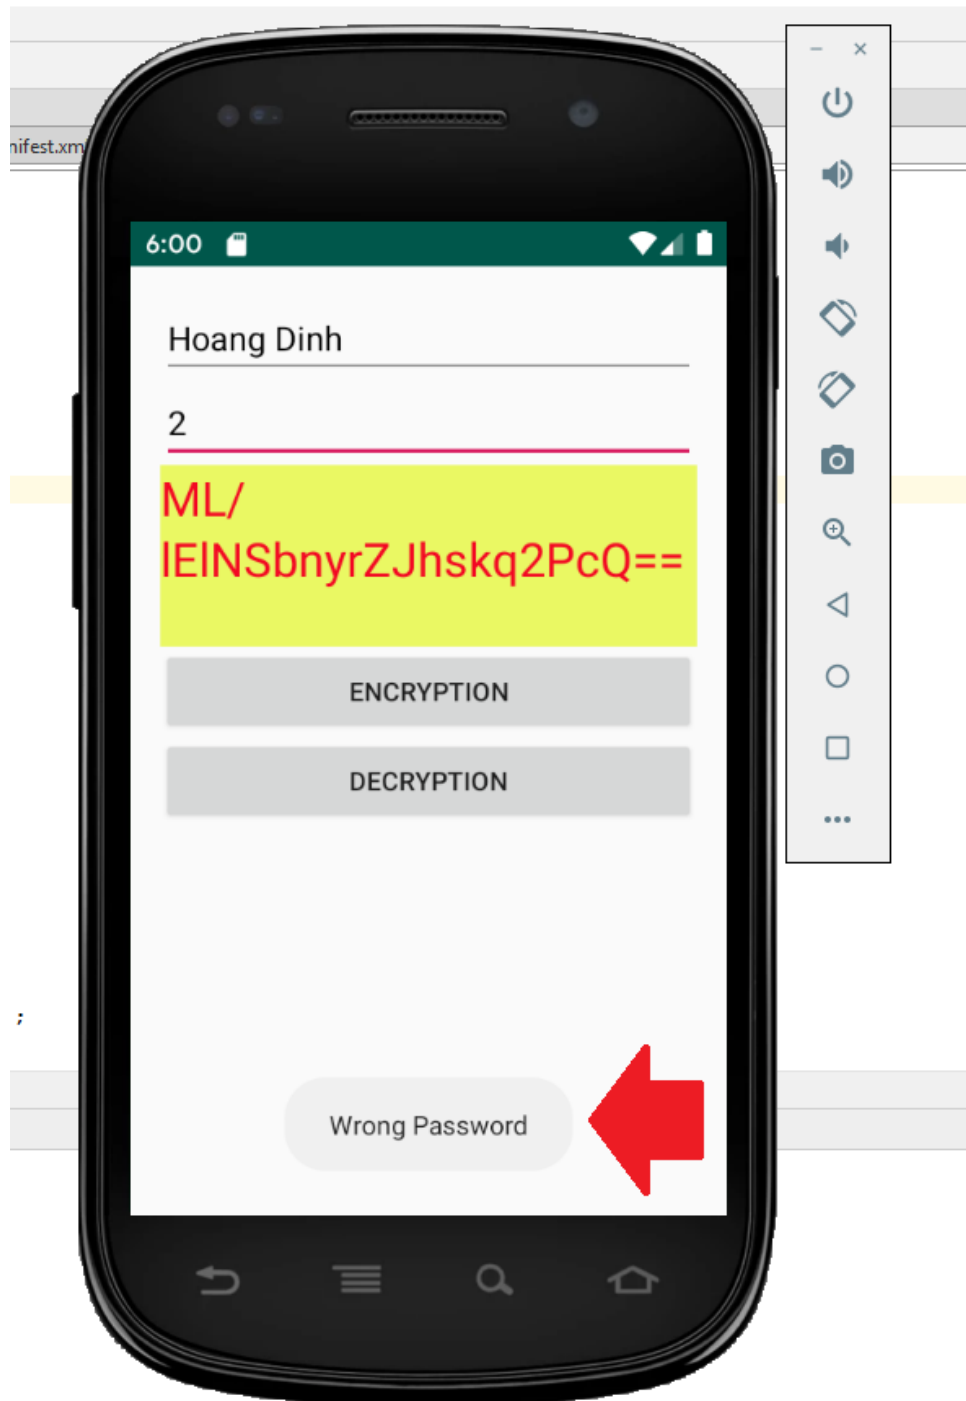 nifest.xm
6:00
Hoang Dinh
2
ML/
lElNSbnyrZJhskq2PcQ==
ENCRYPTION
DECRYPTION
;
Wrong Password